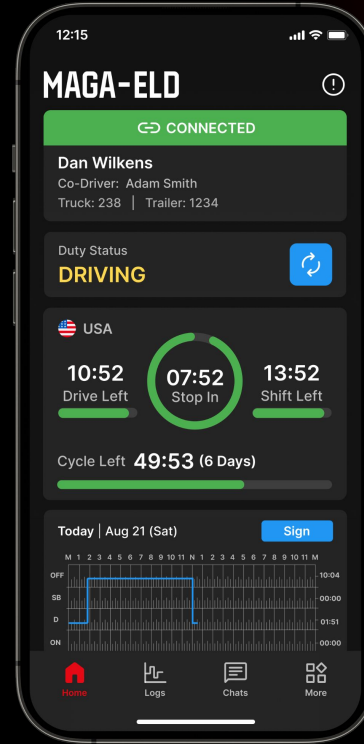 12:15
MAGA-ELD
CONNECTED
Dan Wilkens
Co-Driver: Adam Smith
Truck: 238 | Trailer: 1234
Duty Status
DRIVING
USA
10:52
Drive Left
07:52
Stop In
13:52
Shift Left
Cycle Left 49:53 (6 Days)
Today | Aug 21 (Sat)
Sign
M 1 2 3 4 5 6 7 8 9 10 11 N 1 2 3 4 5 6 7 8 9 10 11 M
OFF 10:04
SB 00:00
D 01:51
ON 00:00
Home Logs Chats More